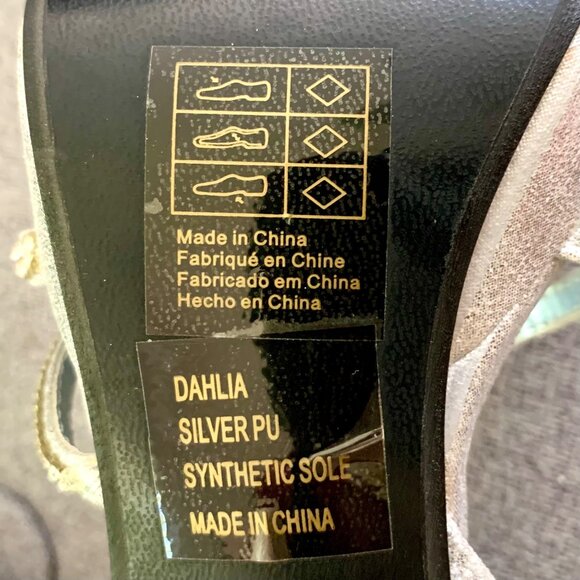 Made in China
Fabriqué en Chine
Fabricado em China
Hecho en China
DAHLIA
SILVER PU
SYNTHETIC SOLE
MADE IN CHINA